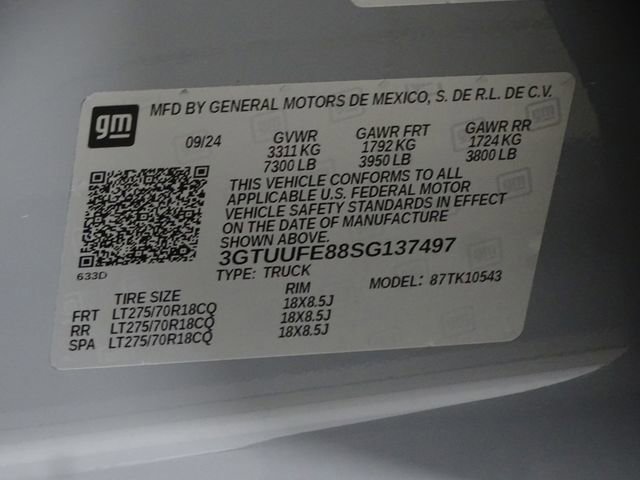 gm
MFD BY GENERAL MOTORS DE MEXICO, S. DE R.L. DE C.V.
09/24 GVWR GAWR FRT GAWR RR
3311 KG 1792 KG 1724 KG
7300 LB 3950 LB 3800 LB
THIS VEHICLE CONFORMS TO ALL
APPLICABLE U.S. FEDERAL MOTOR
VEHICLE SAFETY STANDARDS IN EFFECT
ON THE DATE OF MANUFACTURE
SHOWN ABOVE.
3GTUUFE88SG137497
633D
TYPE: TRUCK MODEL: 87TK10543
TIRE SIZE RIM
FRT LT275/70R18CQ 18X8.5J
RR LT275/70R18CQ 18X8.5J
SPA LT275/70R18CQ 18X8.5J